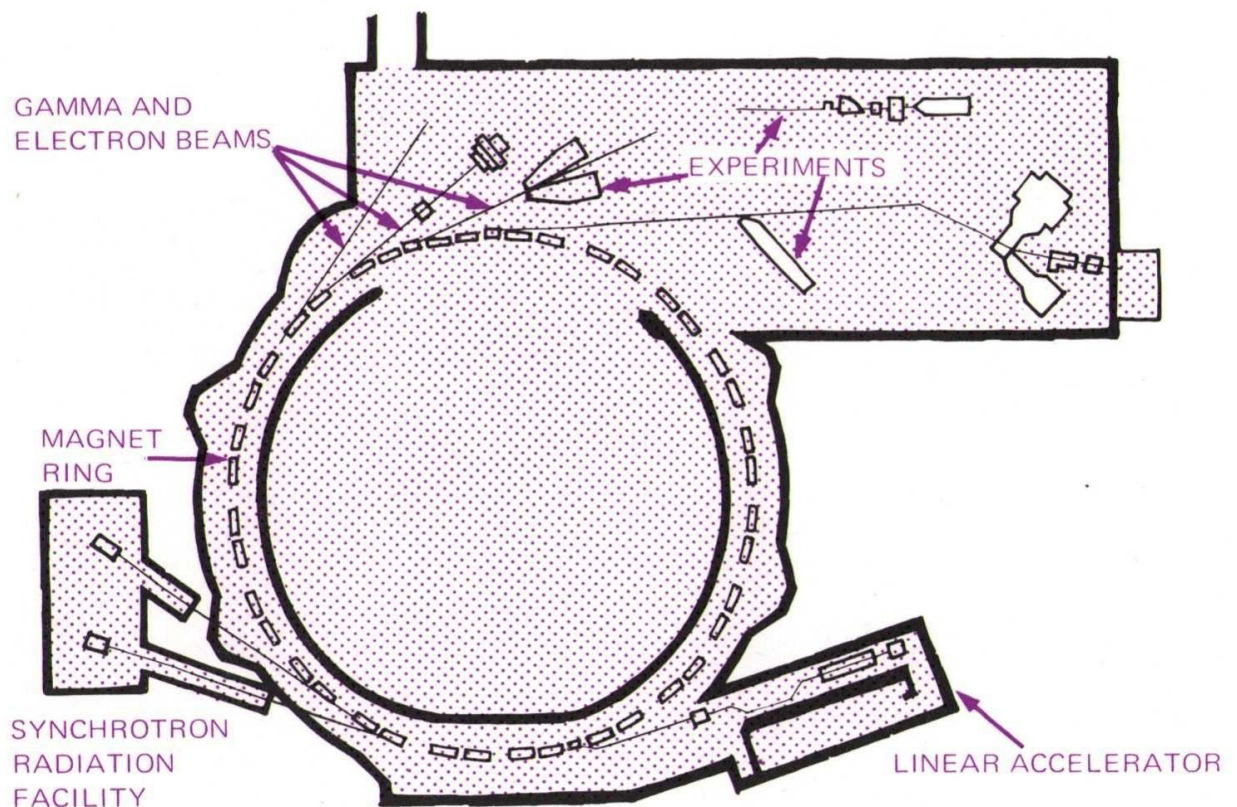 GAMMA AND
ELECTRON BEAMS
EXPERIMENTS
MAGNET
RING
SYNCHROTRON
RADIATION
FACILITY
LINEAR ACCELERATOR